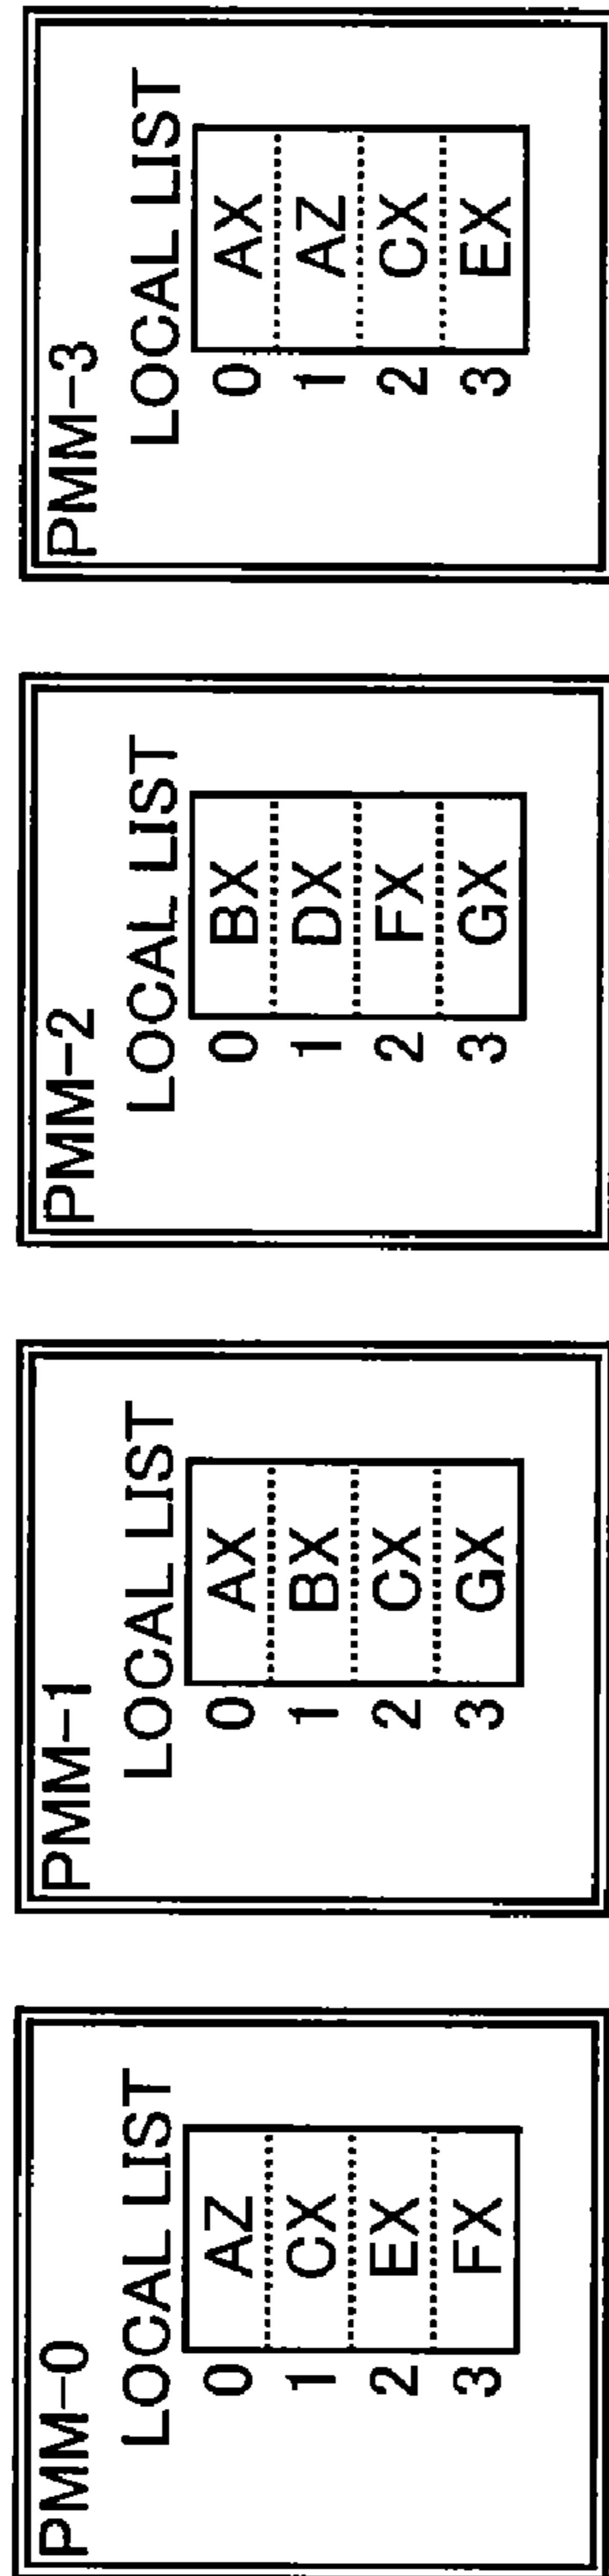 PMM-0
LOCAL LIST
0 AZ
1 CX
2 EX
3 FX
PMM-1
LOCAL LIST
0 AX
1 BX
2 CX
3 GX
PMM-2
LOCAL LIST
0 BX
1 DX
2 FX
3 GX
PMM-3
LOCAL LIST
0 AX
1 AZ
2 CX
3 EX